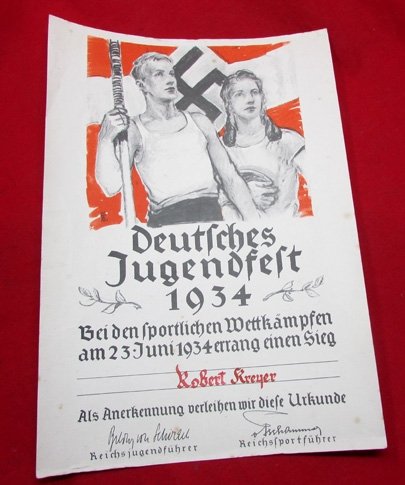 Deutsches
Jugendfest
1934
Bei den sportlichen Wettkämpfen
am 23. Juni 1934 errang einen Sieg
Robert Kreyer
Als Anerkennung verleihen wir diese Urkunde
Reichsjugendführer
Reichssportführer